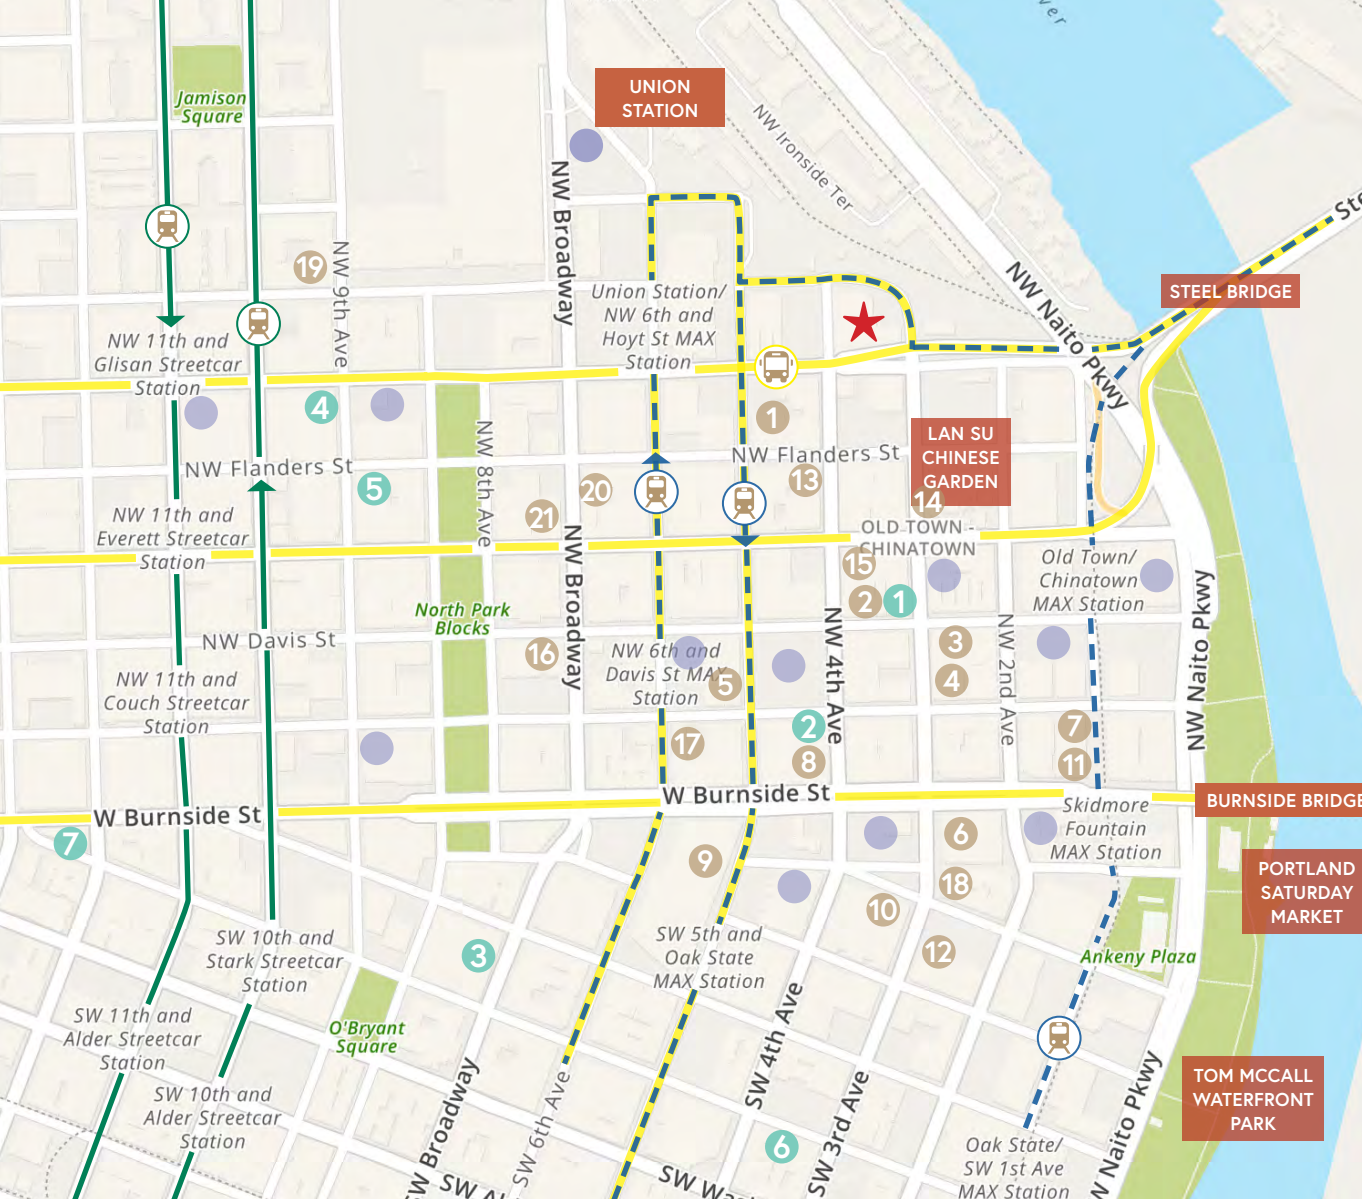 ver
UNION
STATION
Jamison
Square
NW Ironside Ter
NW Broadway
Ste
19
NW 9th Ave
Union Station/
NW 6th and
Hoyt St MAX
Station
NW Naito Pkwy
STEEL BRIDGE
NW 11th and
Glisan Streetcar
Station
4
1
LAN SU
CHINESE
GARDEN
NW Flanders St
NW Flanders St
NW 8th Ave
5
20
13
14
21
NW 11th and
Everett Streetcar
Station
OLD TOWN -
CHINATOWN
NW Broadway
15
2
1
Old Town/
Chinatown
MAX Station
North Park
Blocks
NW Davis St
16
NW 6th and
Davis St MAX
Station
5
NW 4th Ave
3
4
NW 2nd Ave
NW Naito Pkwy
NW 11th and
Couch Streetcar
Station
17
2
8
7
11
W Burnside St
W Burnside St
BURNSIDE BRIDGE
7
9
6
Skidmore
Fountain
MAX Station
18
10
PORTLAND
SATURDAY
MARKET
SW 10th and
Stark Streetcar
Station
3
SW 5th and
Oak State
MAX Station
12
Ankeny Plaza
SW 11th and
Alder Streetcar
Station
O'Bryant
Square
SW 4th Ave
SW 10th and
Alder Streetcar
Station
SW Broadway
SW 6th Ave
SW 3rd Ave
NW Naito Pkwy
TOM MCCALL
WATERFRONT
PARK
6
Oak State/
SW 1st Ave
MAX Station
SW Al
SW Was